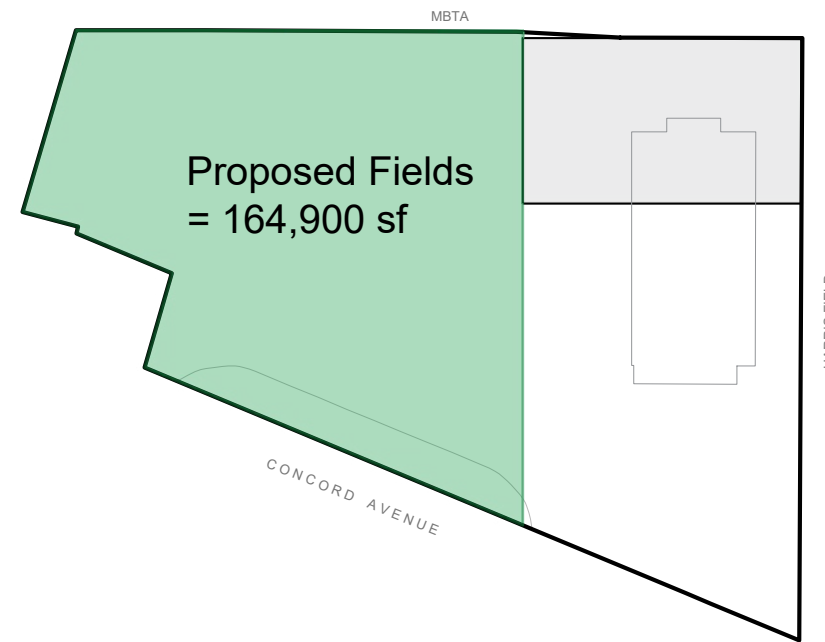 MBTA
Proposed Fields
= 164,900 sf
CONCORD AVENUE